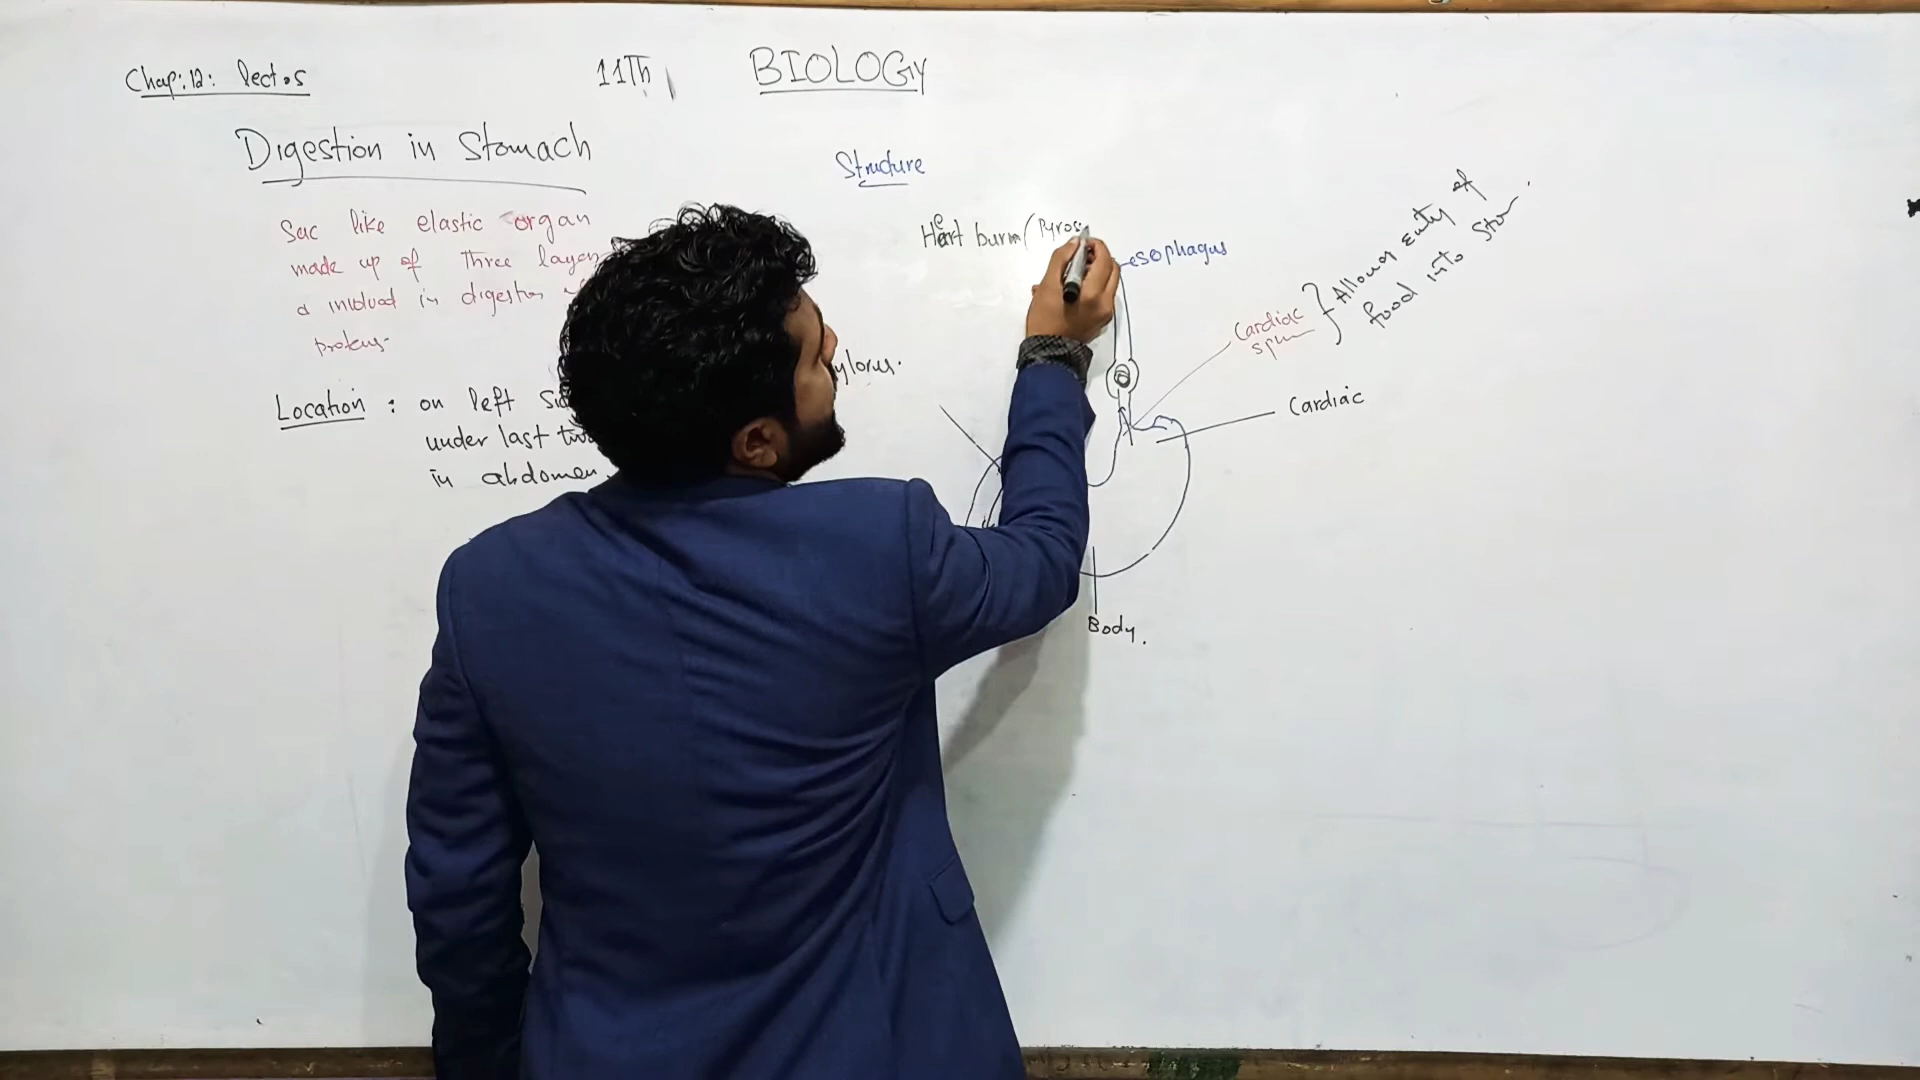 Chap:12: lect.5
11Th
BIOLOGY
Digestion in Stomach
Sac like elastic organ
made up of Three layers
a involved in digestion
proteins.
Location : on left
under last
in abdomen.
Structure
Heart burn (Pyros
esophagus
Cardiac
Allows entry of
food into Stom
ylorus.
Cardiac
Body.